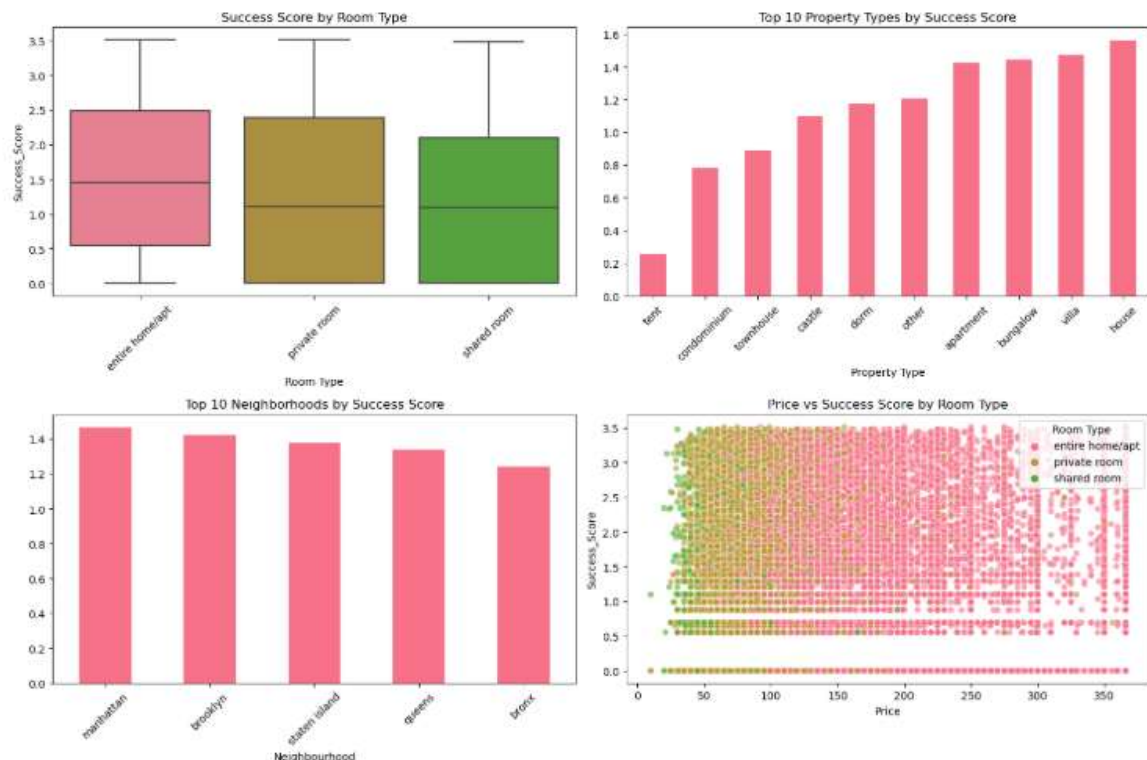 Success Score by Room Type
Success_Score
3.5
3.0
2.5
2.0
1.5
1.0
0.5
0.0
entire home/apt
private room
shared room
Room Type
Top 10 Property Types by Success Score
1.6
1.4
1.2
1.0
0.8
0.6
0.4
0.2
0.0
tent
condominium
townhouse
castle
dorm
other
apartment
bungalow
villa
house
Property Type
Top 10 Neighborhoods by Success Score
1.4
1.2
1.0
0.8
0.6
0.4
0.2
0.0
manhattan
brooklyn
staten island
queens
bronx
Neighbourhood
Price vs Success Score by Room Type
Success_Score
3.5
3.0
2.5
2.0
1.5
1.0
0.5
0.0
Room Type
entire home/apt
private room
shared room
0
50
100
150
200
250
300
350
Price